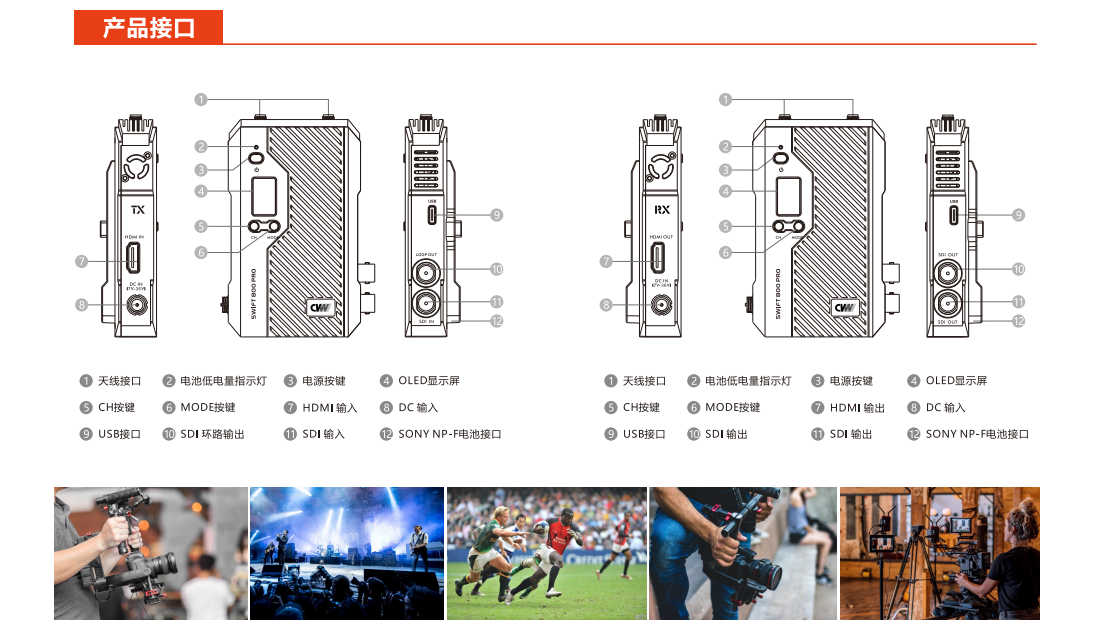 产品接口
1
2
3
4
5
6
7
8
9
10
11
12
TX
HDMI IN
DC IN
(7V-36V)
CH MODE
SWIFT 800 PRO
CVW
USB
LOOP OUT
SDI IN
1
2
3
4
5
6
7
8
9
10
11
12
RX
HDMI OUT
DC IN
(7V-36V)
CH MODE
SWIFT 800 PRO
CVW
USB
SDI OUT
SDI OUT
1 天线接口 2 电池低电量指示灯 3 电源按键 4 OLED显示屏
5 CH按键 6 MODE按键 7 HDMI 输入 8 DC 输入
9 USB接口 10 SDI 环路输出 11 SDI 输入 12 SONY NP-F电池接口
1 天线接口 2 电池低电量指示灯 3 电源按键 4 OLED显示屏
5 CH按键 6 MODE按键 7 HDMI 输出 8 DC 输入
9 USB接口 10 SDI 输出 11 SDI 输出 12 SONY NP-F电池接口